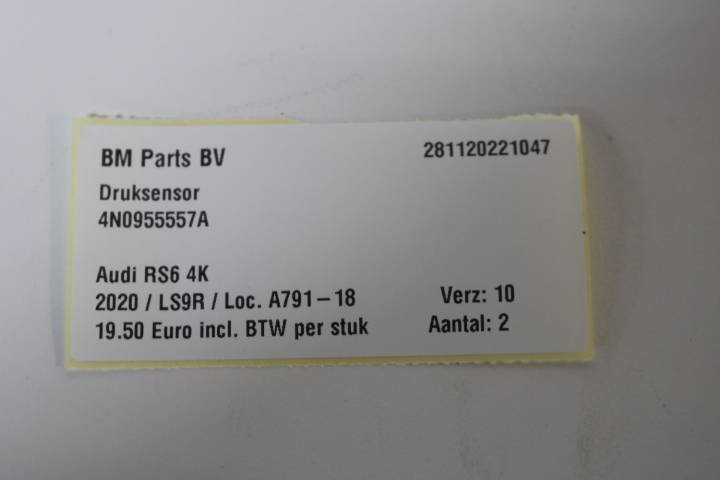 BM Parts BV 281120221047
Druksensor
4N0955557A
Audi RS6 4K
2020 / LS9R / Loc. A791-18 Verz: 10
19.50 Euro incl. BTW per stuk Aantal: 2